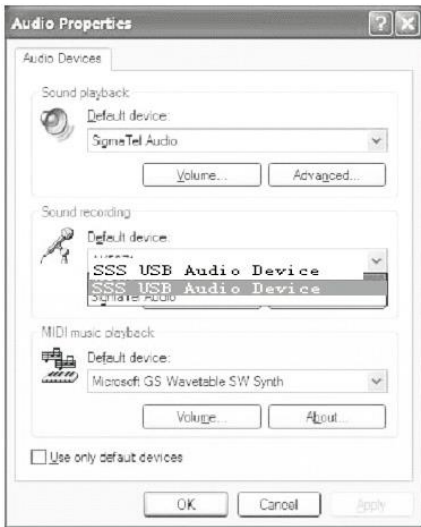 Audio Properties
Audio Devices
Sound playback
Default device:
SigmaTel Audio
Volume...
Advanced...
Sound recording
Default device:
SSS USB Audio Device
SSS USB Audio Device
SigmaTel Audio
MIDI music playback
Default device:
Microsoft GS Wavetable SW Synth
Volume...
About...
Use only default devices
OK
Cancel
Apply